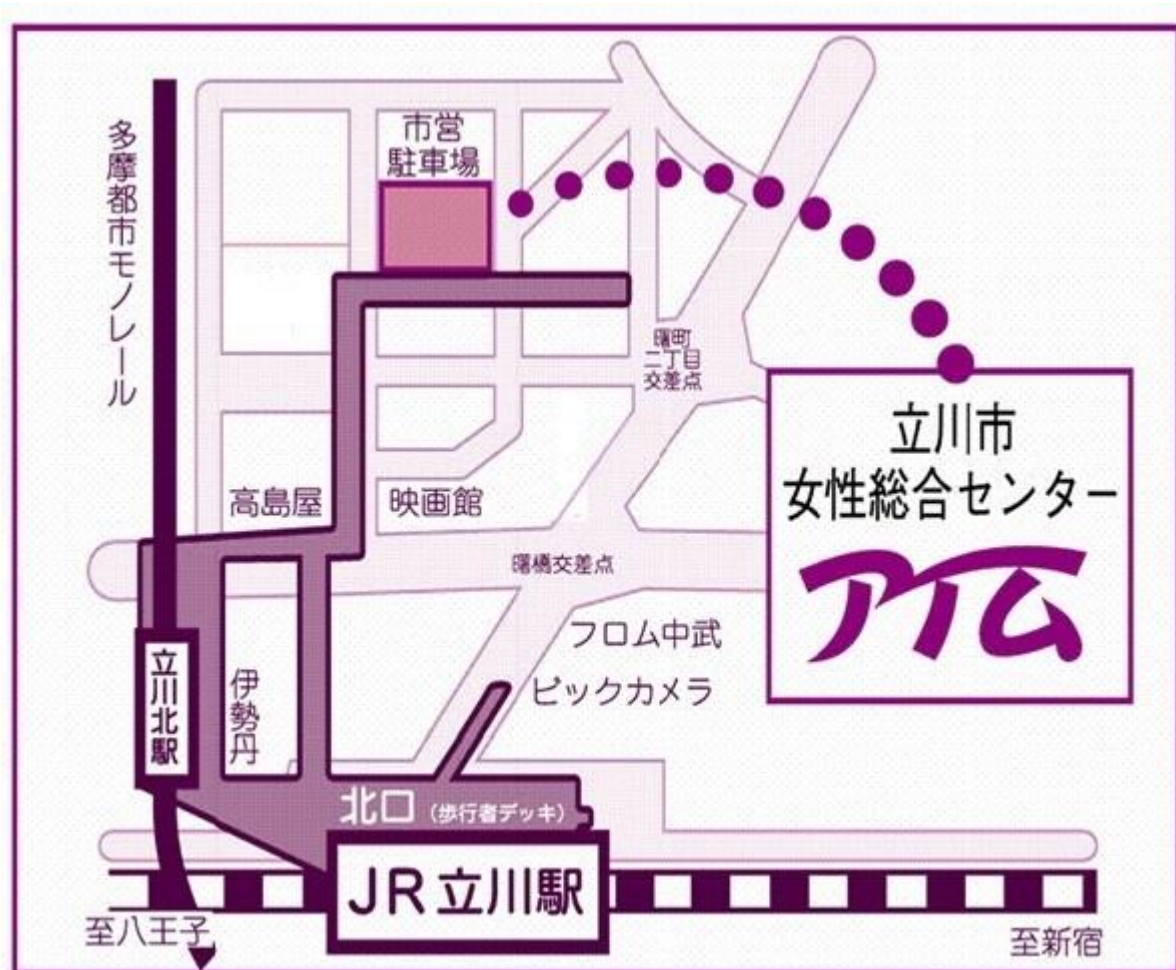 多摩都市モノレール
市営
駐車場
曙町
二丁目
交差点
立川市
女性総合センター
アイム
高島屋
映画館
曙橋交差点
フロム中武
ビックカメラ
立川北駅
伊勢丹
北口（歩行者デッキ）
JR立川駅
至八王子
至新宿